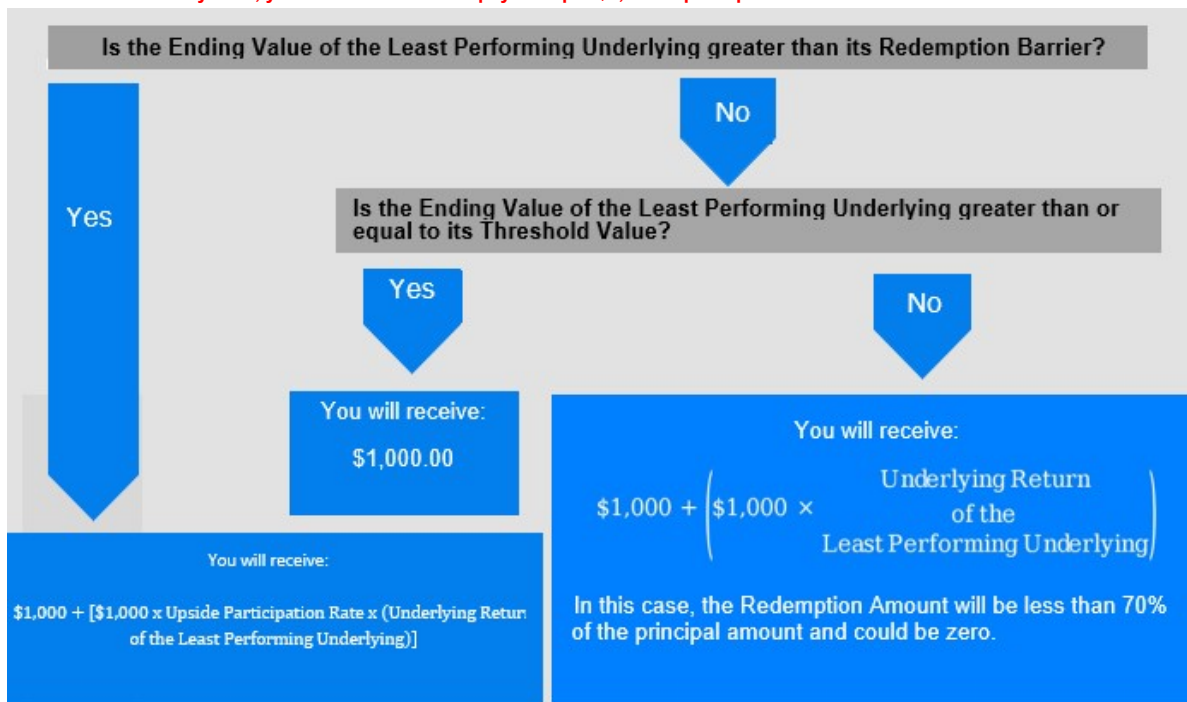 Is the Ending Value of the Least Performing Underlying greater than its Redemption Barrier?
No
Yes
Is the Ending Value of the Least Performing Underlying greater than or
equal to its Threshold Value?
Yes
No
You will receive:
$1,000.00
You will receive:
$1,000 + ($1,000 × Underlying Return
of the
Least Performing Underlying)
In this case, the Redemption Amount will be less than 70%
of the principal amount and could be zero.
You will receive:
$1,000 + [$1,000 x Upside Participation Rate x (Underlying Return
of the Least Performing Underlying)]